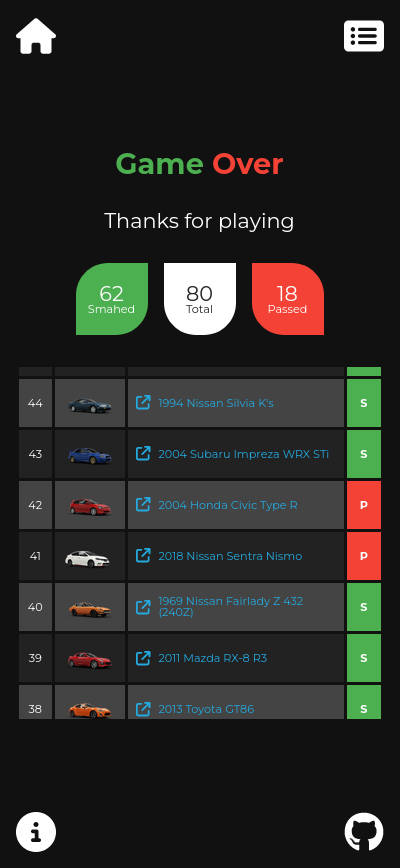 Game Over
Thanks for playing
62 80 18
Smahed Total Passed
44 1994 Nissan Silvia K's S
43 2004 Subaru Impreza WRX STi S
42 2004 Honda Civic Type R P
41 2018 Nissan Sentra Nismo P
40 1969 Nissan Fairlady Z 432
(240Z) S
39 2011 Mazda RX-8 R3 S
38 2013 Toyota GT86 S